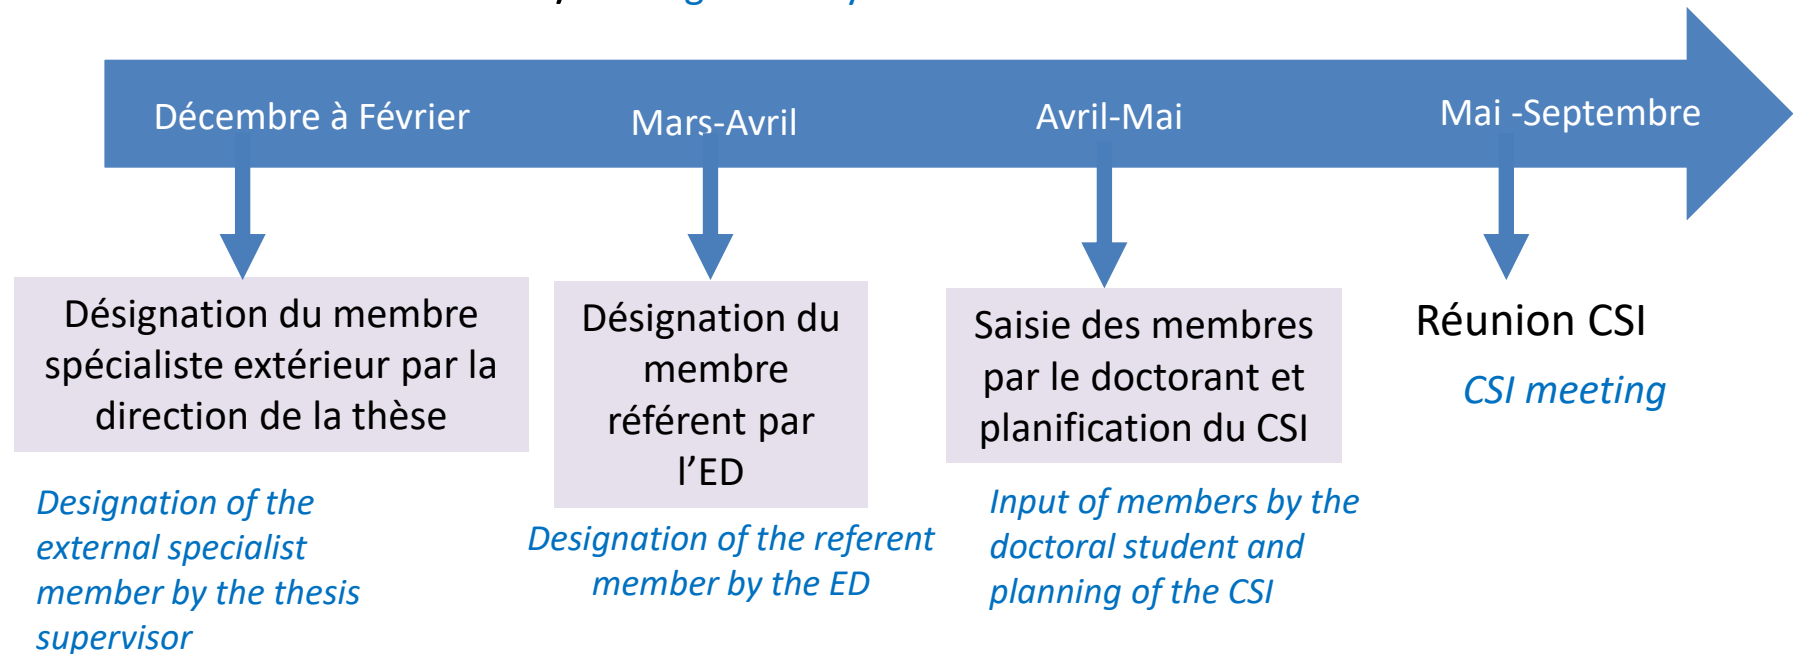 Décembre à Février
Mars-Avril
Avril-Mai
Mai -Septembre
Désignation du membre
spécialiste extérieur par la
direction de la thèse
Designation of the
external specialist
member by the thesis
supervisor
Désignation du
membre
référent par
l’ED
Designation of the referent
member by the ED
Saisie des membres
par le doctorant et
planification du CSI
Input of members by the
doctoral student and
planning of the CSI
Réunion CSI
CSI meeting